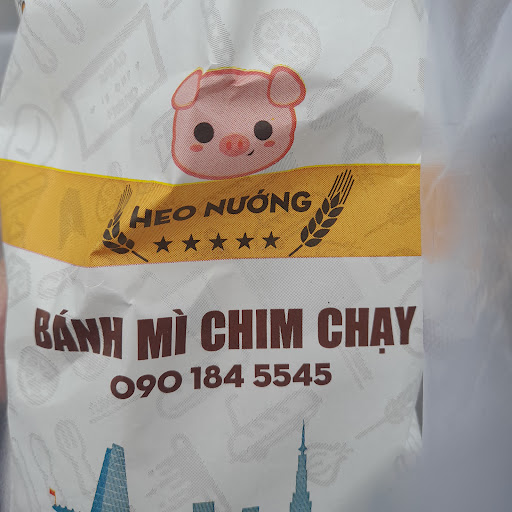 HEO NƯỚNG
BÁNH MÌ CHIM CHẠY
090 184 5545